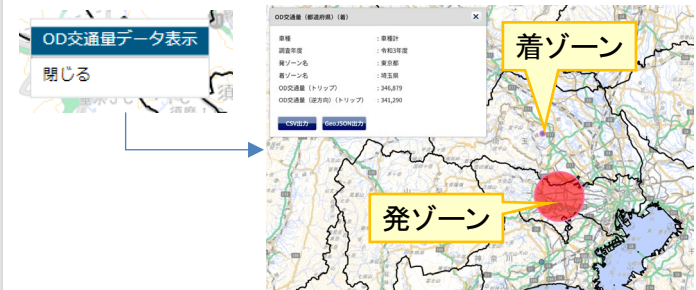 OD交通量データ表示
閉じる
OD交通量（都道府県）（着）
×
車種 : 車種計
調査年度 : 令和3年度
発ゾーン名 : 東京都
着ゾーン名 : 埼玉県
OD交通量（トリップ） : 346,879
OD交通量（逆方向）（トリップ） : 341,290
CSV出力 GeoJSON出力
着ゾーン
発ゾーン
玉
神 奈 川